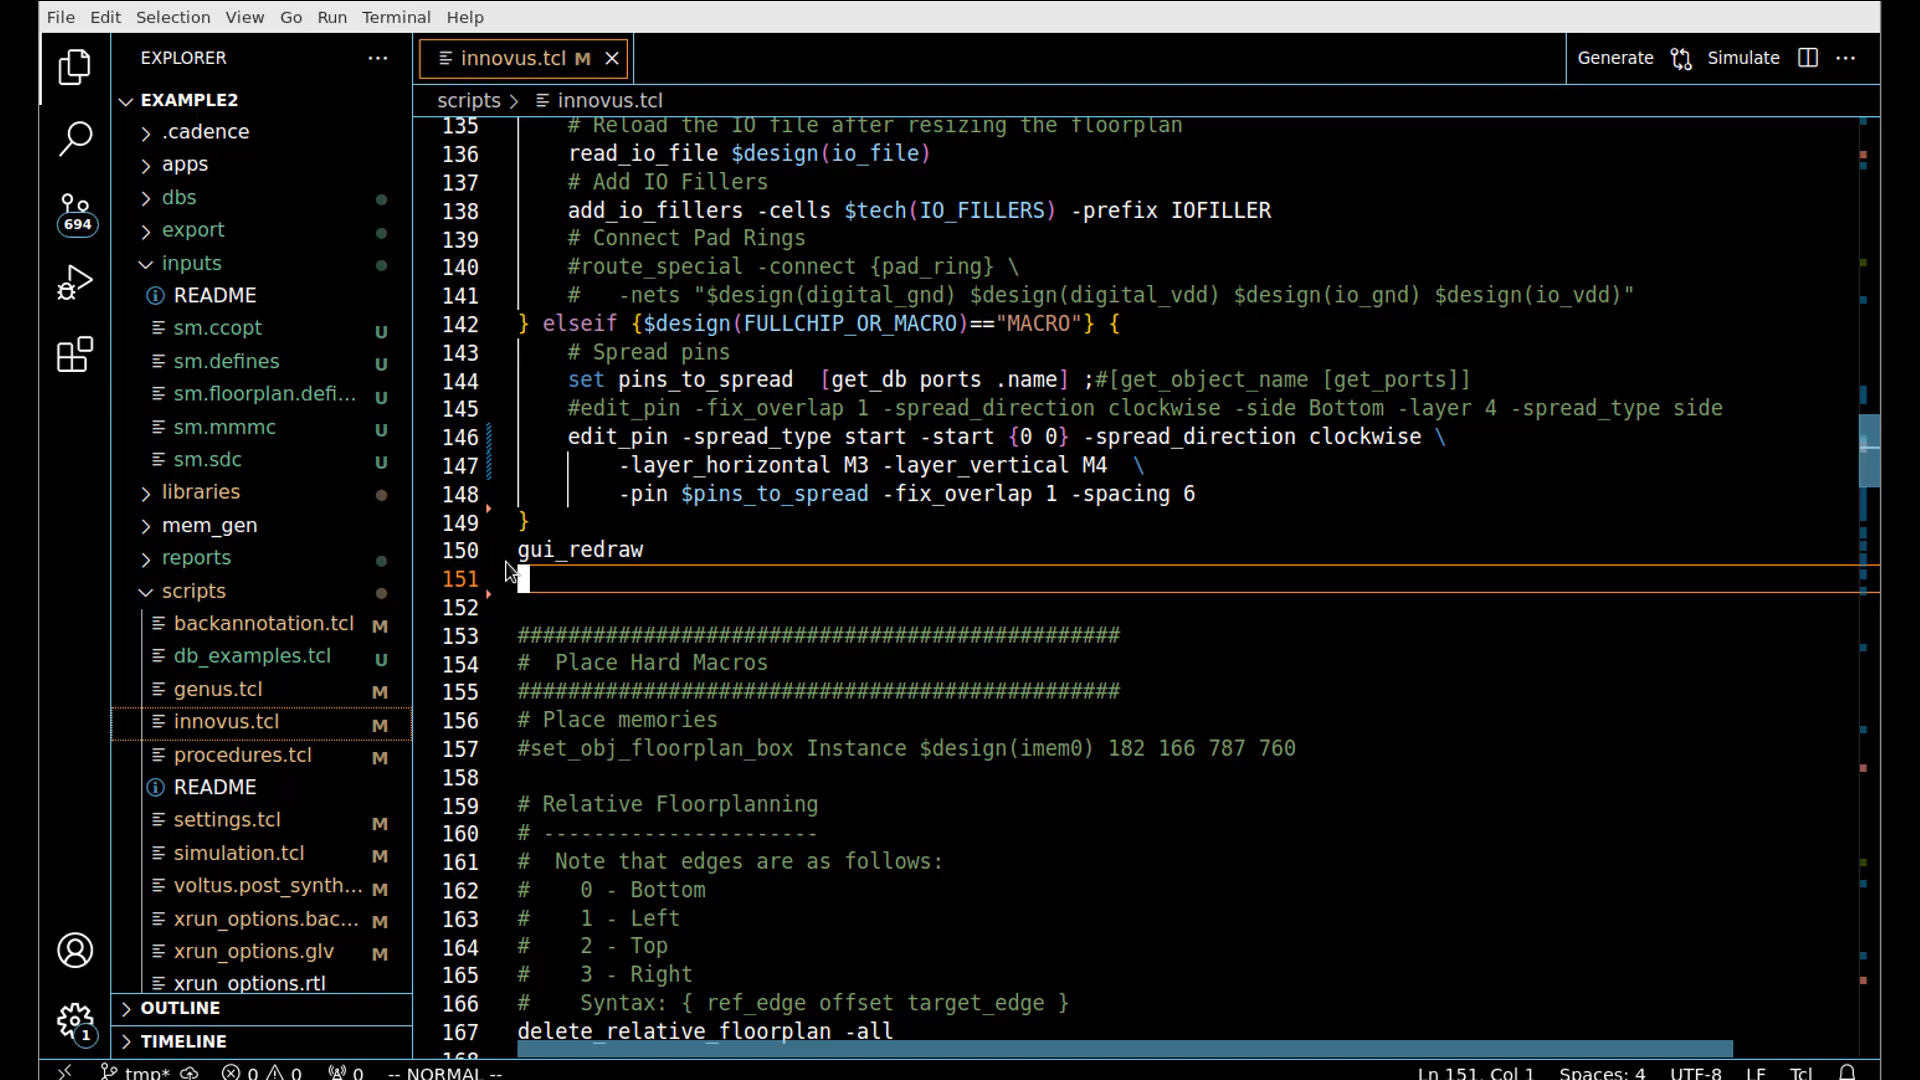 File Edit Selection View Go Run Terminal Help
EXPLORER ···
innovus.tcl M
Generate Simulate ···
EXAMPLE2
scripts > innovus.tcl
.cadence
apps
dbs
694
export
inputs
README
sm.ccopt U
sm.defines U
sm.floorplan.defi... U
sm.mmmc U
sm.sdc U
libraries
mem_gen
reports
scripts
backannotation.tcl M
db_examples.tcl U
genus.tcl M
innovus.tcl M
procedures.tcl M
README
settings.tcl M
simulation.tcl M
voltus.post_synth... M
xrun_options.bac... M
xrun_options.glv M
xrun_options.rtl
OUTLINE
1
TIMELINE
135 # Reload the IO file after resizing the floorplan
136 read_io_file $design(io_file)
137 # Add IO Fillers
138 add_io_fillers -cells $tech(IO_FILLERS) -prefix IOFILLER
139 # Connect Pad Rings
140 #route_special -connect {pad_ring} \
141 #   -nets "$design(digital_gnd) $design(digital_vdd) $design(io_gnd) $design(io_vdd)"
142 } elseif {$design(FULLCHIP_OR_MACRO)=="MACRO"} {
143 # Spread pins
144 set pins_to_spread  [get_db ports .name] ;#[get_object_name [get_ports]]
145 #edit_pin -fix_overlap 1 -spread_direction clockwise -side Bottom -layer 4 -spread_type side
146 edit_pin -spread_type start -start {0 0} -spread_direction clockwise \
147 -layer_horizontal M3 -layer_vertical M4  \
148 -pin $pins_to_spread -fix_overlap 1 -spacing 6
149 }
150 gui_redraw
151
152
153 ################################################
154 #  Place Hard Macros
155 ################################################
156 # Place memories
157 #set_obj_floorplan_box Instance $design(imem0) 182 166 787 760
158
159 # Relative Floorplanning
160 # ----------------------
161 #  Note that edges are as follows:
162 #    0 - Bottom
163 #    1 - Left
164 #    2 - Top
165 #    3 - Right
166 #    Syntax: { ref_edge offset target_edge }
167 delete_relative_floorplan -all
168
tmp* 0 0 0 -- NORMAL -- Ln 151, Col 1 Spaces: 4 UTF-8 LF Tcl